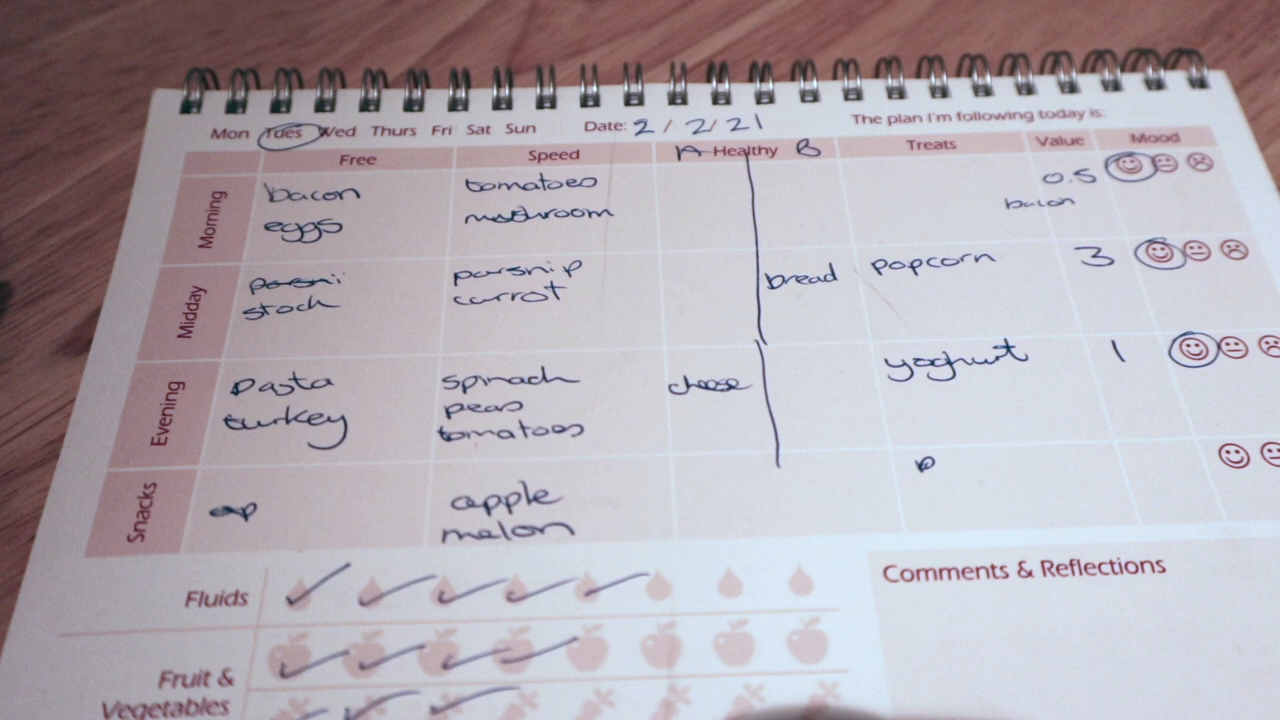 Mon Tues Wed Thurs Fri Sat Sun Date: 2/2/21 The plan I'm following today is:
Free Speed A Healthy B Treats Value Mood
Morning
bacon tomatoes 0.5
eggs mushroom bacon
Midday
parsni parsnip bread popcorn 3
stock carrot
Evening
pasta spinach cheese yoghurt 1
turkey peas
tomatoes
Snacks
ap apple p
melon
Fluids
Comments & Reflections
Fruit &
Vegetables